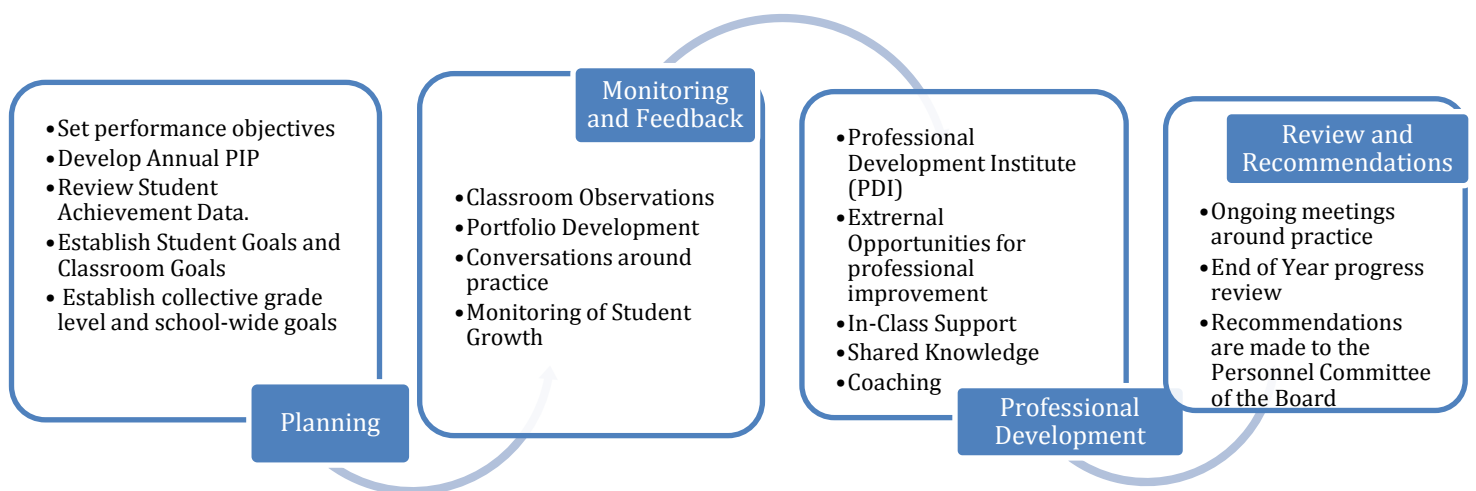 •Set performance objectives
•Develop Annual PIP
•Review Student
Achievement Data.
•Establish Student Goals and
Classroom Goals
• Establish collective grade
level and school-wide goals
Planning
Monitoring
and Feedback
•Classroom Observations
•Portfolio Development
•Conversations around
practice
•Monitoring of Student
Growth
•Professional
Development Institute
(PDI)
•Extrernal
Opportunities for
professional
improvement
•In-Class Support
•Shared Knowledge
•Coaching
Professional
Development
Review and
Recommendations
•Ongoing meetings
around practice
•End of Year progress
review
•Recommendations
are made to the
Personnel Committee
of the Board